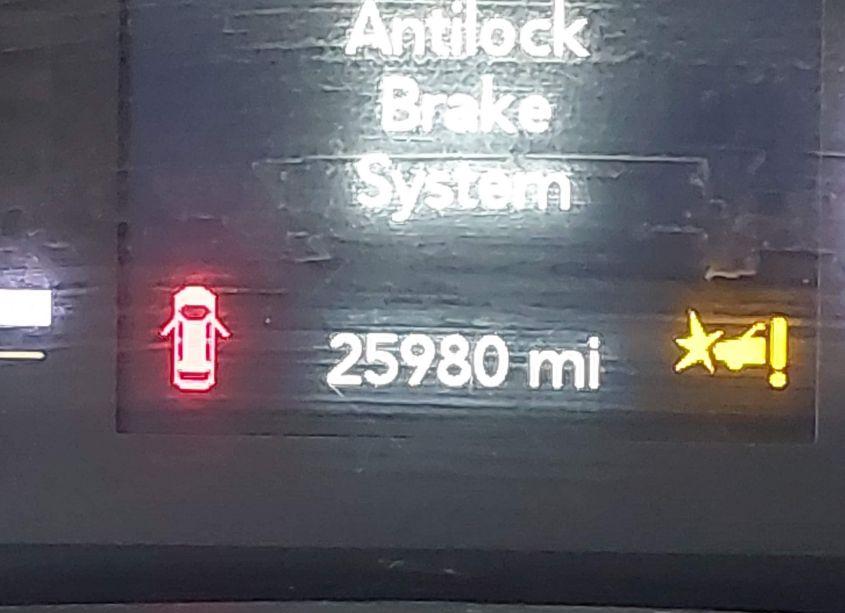 Antilock
Brake
System
25980 mi